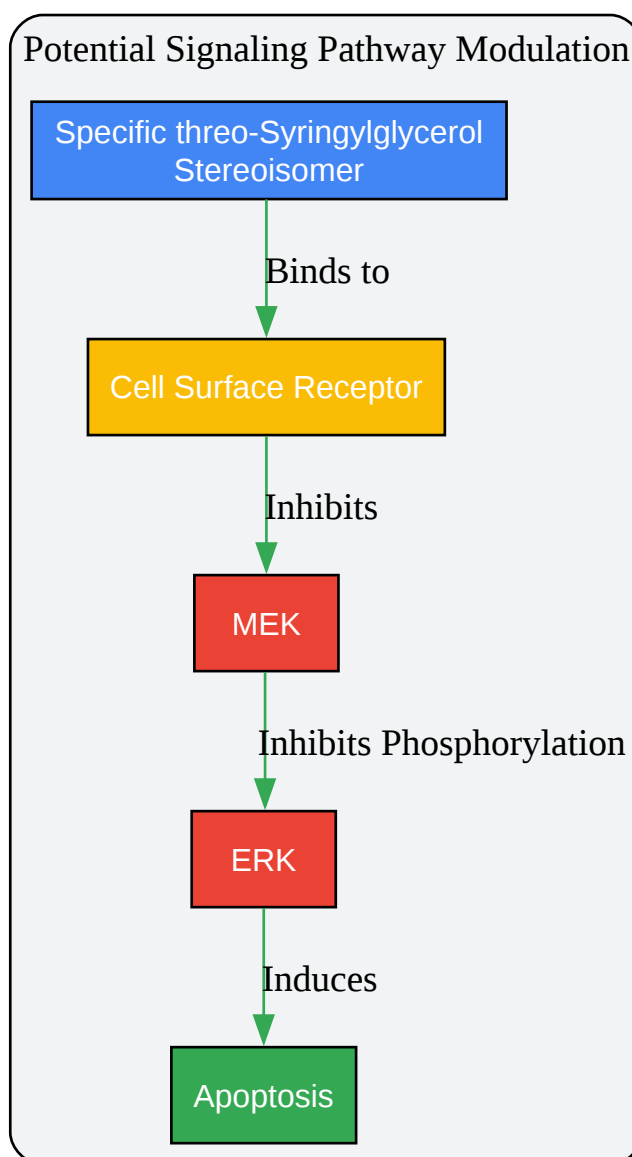 Potential Signaling Pathway Modulation
Specific threo-Syringylglycerol
Stereoisomer
Binds to
Cell Surface Receptor
Inhibits
MEK
Inhibits Phosphorylation
ERK
Induces
Apoptosis